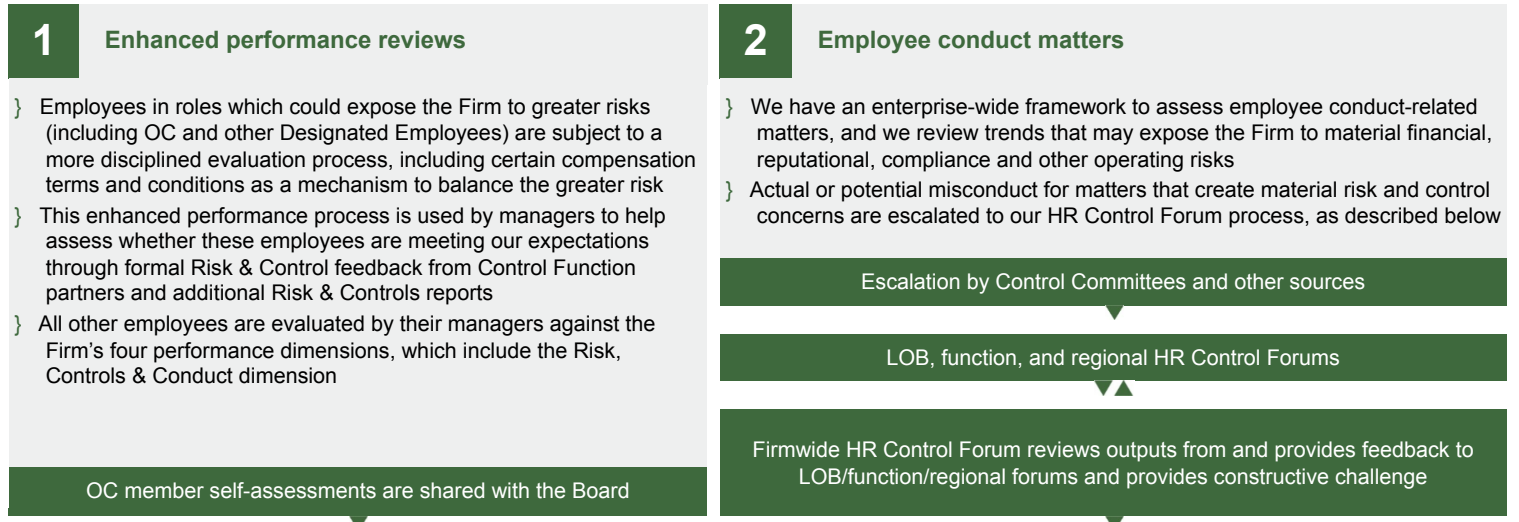 1
Enhanced performance reviews
} Employees in roles which could expose the Firm to greater risks
(including OC and other Designated Employees) are subject to a
more disciplined evaluation process, including certain compensation
terms and conditions as a mechanism to balance the greater risk
} This enhanced performance process is used by managers to help
assess whether these employees are meeting our expectations
through formal Risk & Control feedback from Control Function
partners and additional Risk & Controls reports
} All other employees are evaluated by their managers against the
Firm's four performance dimensions, which include the Risk,
Controls & Conduct dimension
OC member self-assessments are shared with the Board
2
Employee conduct matters
} We have an enterprise-wide framework to assess employee conduct-related
matters, and we review trends that may expose the Firm to material financial,
reputational, compliance and other operating risks
} Actual or potential misconduct for matters that create material risk and control
concerns are escalated to our HR Control Forum process, as described below
Escalation by Control Committees and other sources
LOB, function, and regional HR Control Forums
Firmwide HR Control Forum reviews outputs from and provides feedback to
LOB/function/regional forums and provides constructive challenge